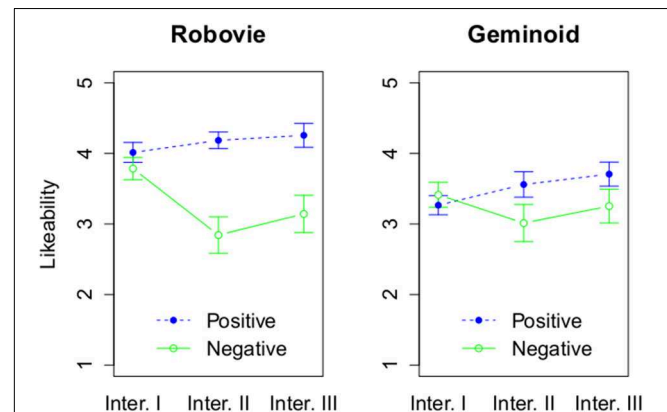 Robovie
Geminoid
Likeability
5
4
3
2
1
Positive
Negative
Inter. I Inter. II Inter. III
5
4
3
2
1
Positive
Negative
Inter. I Inter. II Inter. III